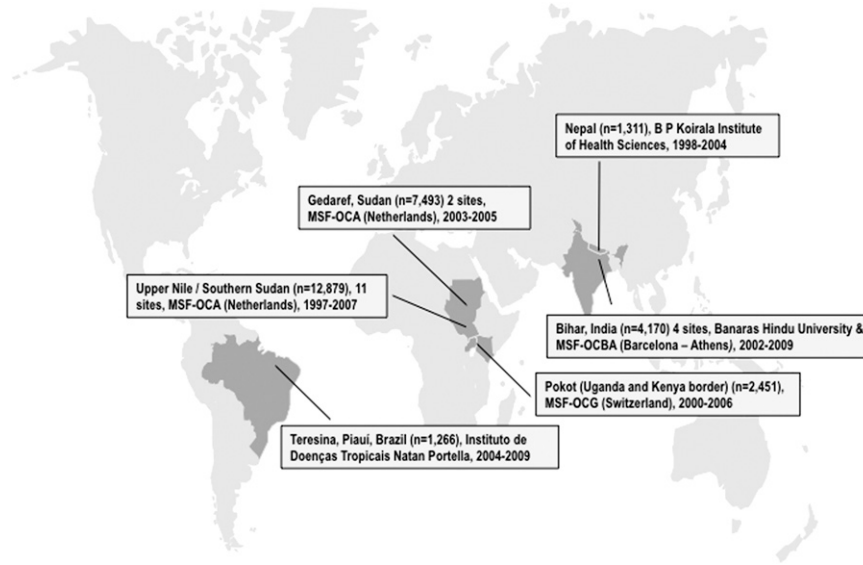 Nepal (n=1,311), B P Koirala Institute
of Health Sciences, 1998-2004
Gedaref, Sudan (n=7,493) 2 sites,
MSF-OCA (Netherlands), 2003-2005
Upper Nile / Southern Sudan (n=12,879), 11
sites, MSF-OCA (Netherlands), 1997-2007
Bihar, India (n=4,170) 4 sites, Banaras Hindu University &
MSF-OCBA (Barcelona – Athens), 2002-2009
Pokot (Uganda and Kenya border) (n=2,451),
MSF-OCG (Switzerland), 2000-2006
Teresina, Piauí, Brazil (n=1,266), Instituto de
Doenças Tropicais Natan Portella, 2004-2009